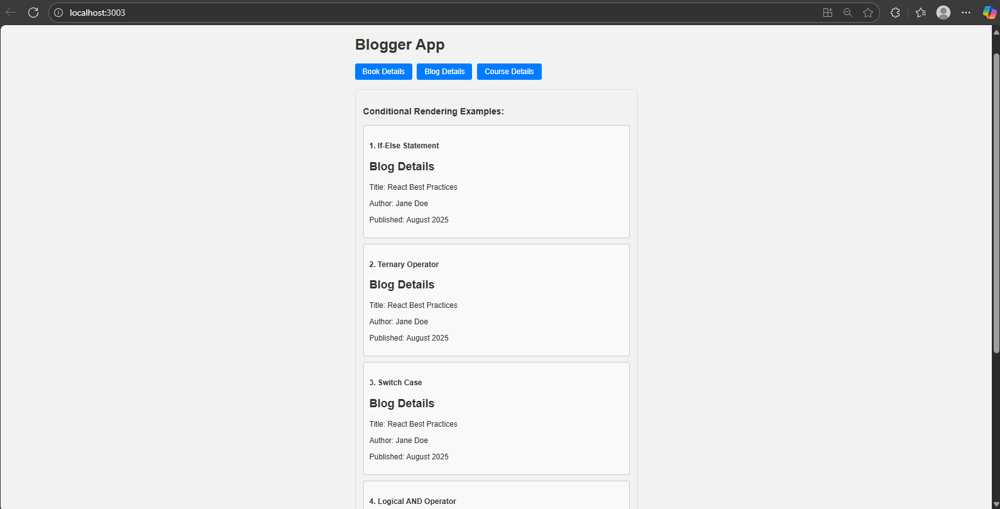 localhost:3003
Blogger App
Book Details Blog Details Course Details
Conditional Rendering Examples:
1. If-Else Statement
Blog Details
Title: React Best Practices
Author: Jane Doe
Published: August 2025
2. Ternary Operator
Blog Details
Title: React Best Practices
Author: Jane Doe
Published: August 2025
3. Switch Case
Blog Details
Title: React Best Practices
Author: Jane Doe
Published: August 2025
4. Logical AND Operator